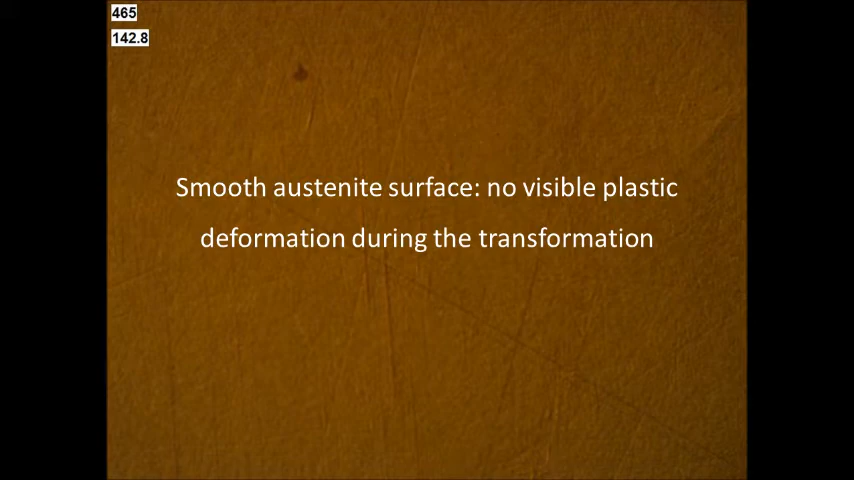 465
142.8
Smooth austenite surface: no visible plastic
deformation during the transformation